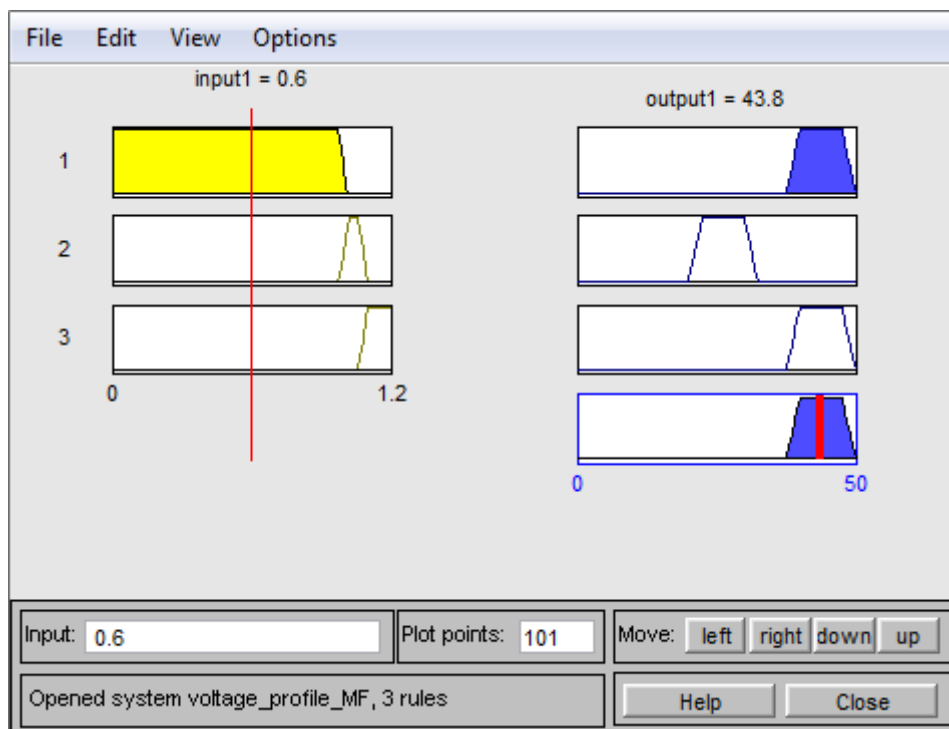 File Edit View Options
input1 = 0.6
output1 = 43.8
1
2
3
0 1.2
0 50
Input: 0.6 Plot points: 101 Move: left right down up
Opened system voltage_profile_MF, 3 rules Help Close